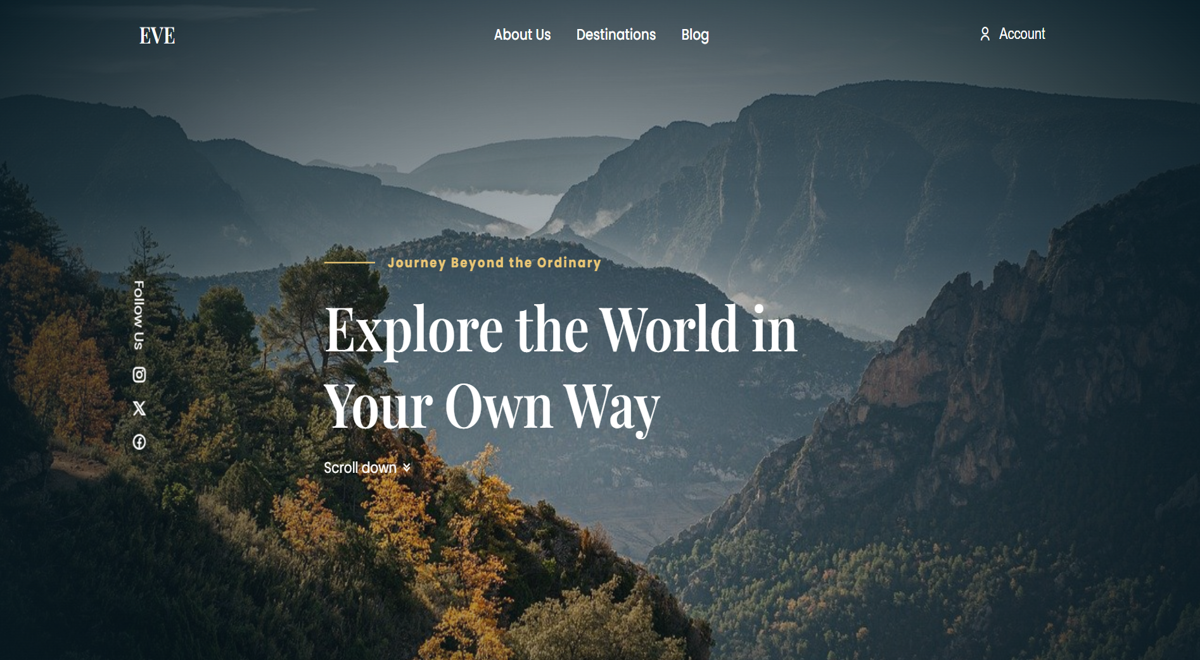 EVE
About Us
Destinations
Blog
Account
Journey Beyond the Ordinary
Follow Us
Explore the World in
Your Own Way
Scroll down